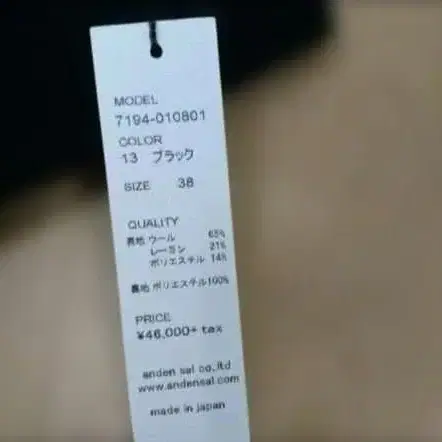 MODEL
7194-010801
COLOR
13 ブラック
SIZE 38
QUALITY
表地 ウール 65%
レーヨン 21%
ポリエステル 14%
裏地 ポリエステル100%
PRICE
¥46,000+ tax
anden sal co.,ltd
www.andensal.com
made in japan